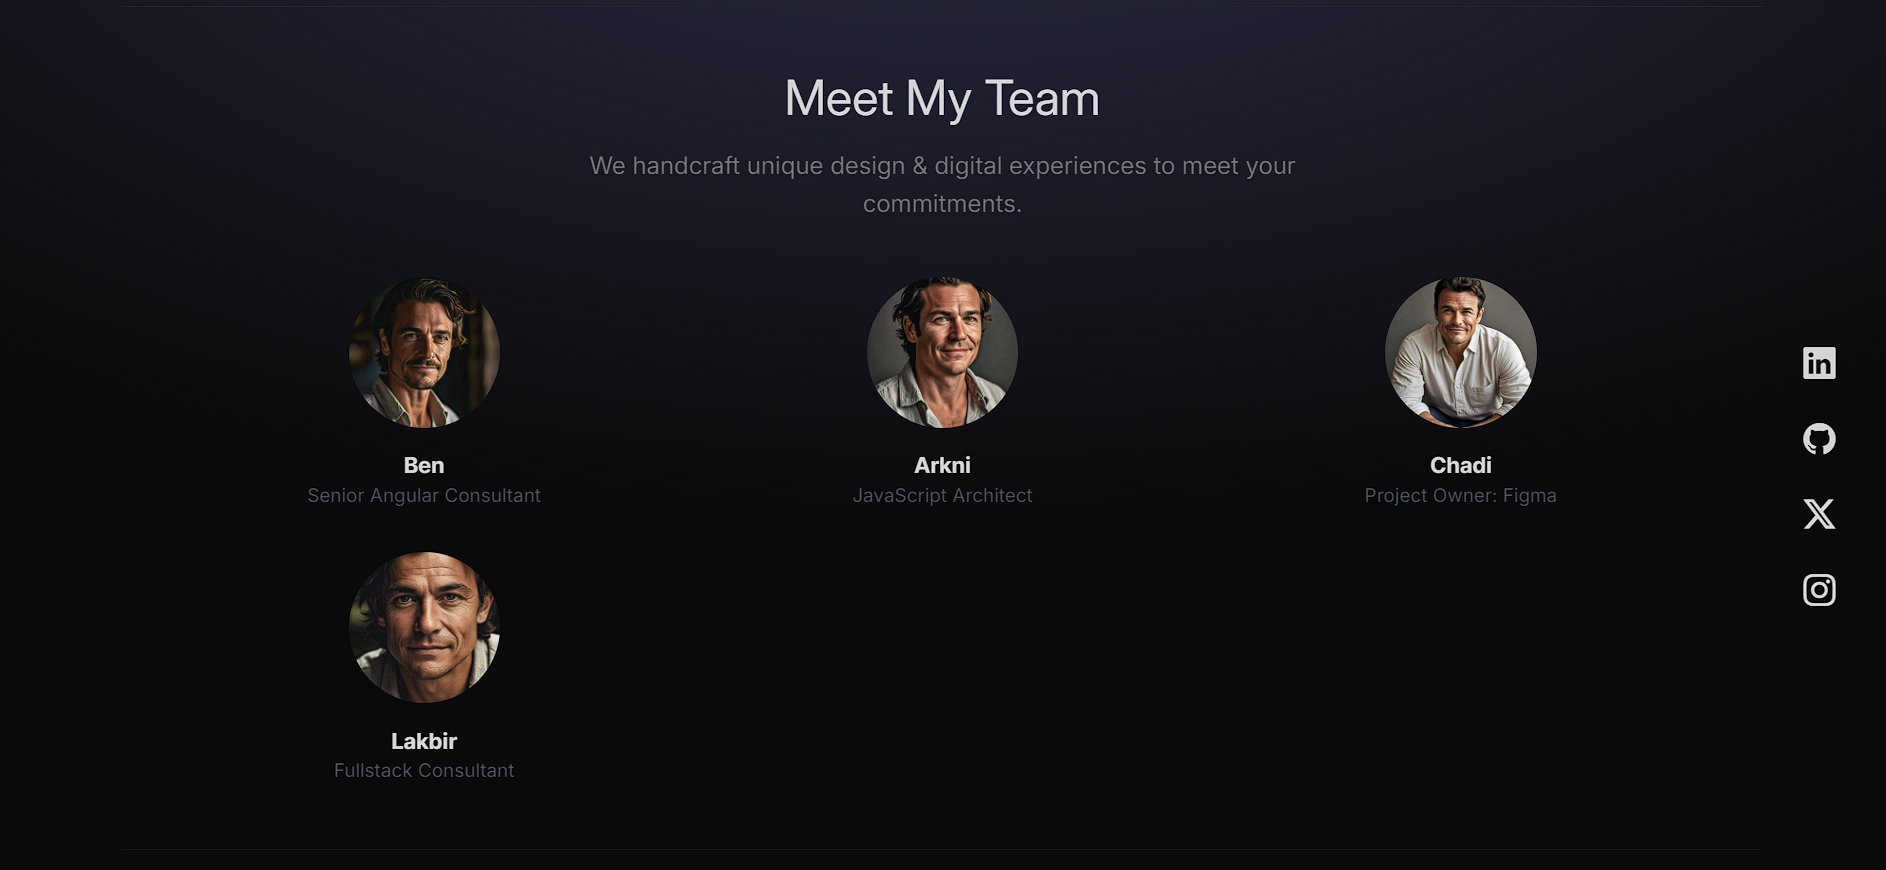 Meet My Team
We handcraft unique design & digital experiences to meet your
commitments.
Ben
Senior Angular Consultant
Arkni
JavaScript Architect
Chadi
Project Owner: Figma
Lakbir
Fullstack Consultant
in
X